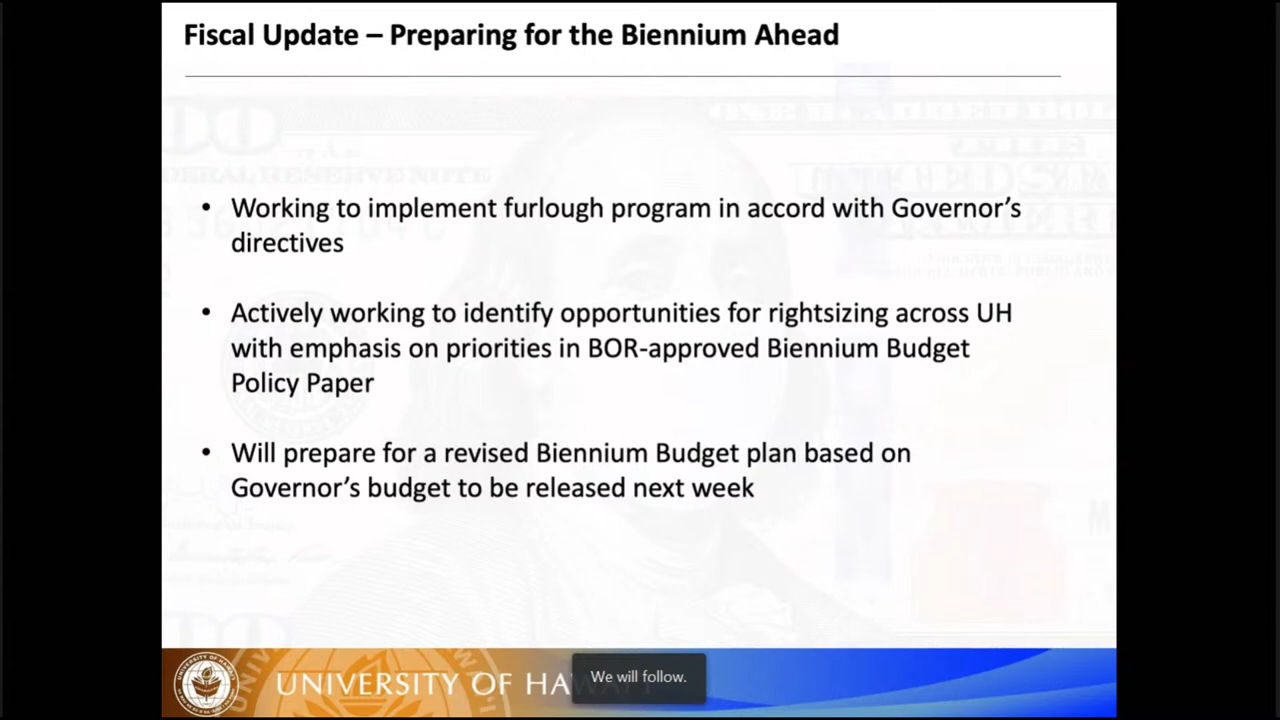 Fiscal Update – Preparing for the Biennium Ahead
• Working to implement furlough program in accord with Governor's
directives
• Actively working to identify opportunities for rightsizing across UH
with emphasis on priorities in BOR-approved Biennium Budget
Policy Paper
• Will prepare for a revised Biennium Budget plan based on
Governor's budget to be released next week
UNIVERSITY OF HA
We will follow.